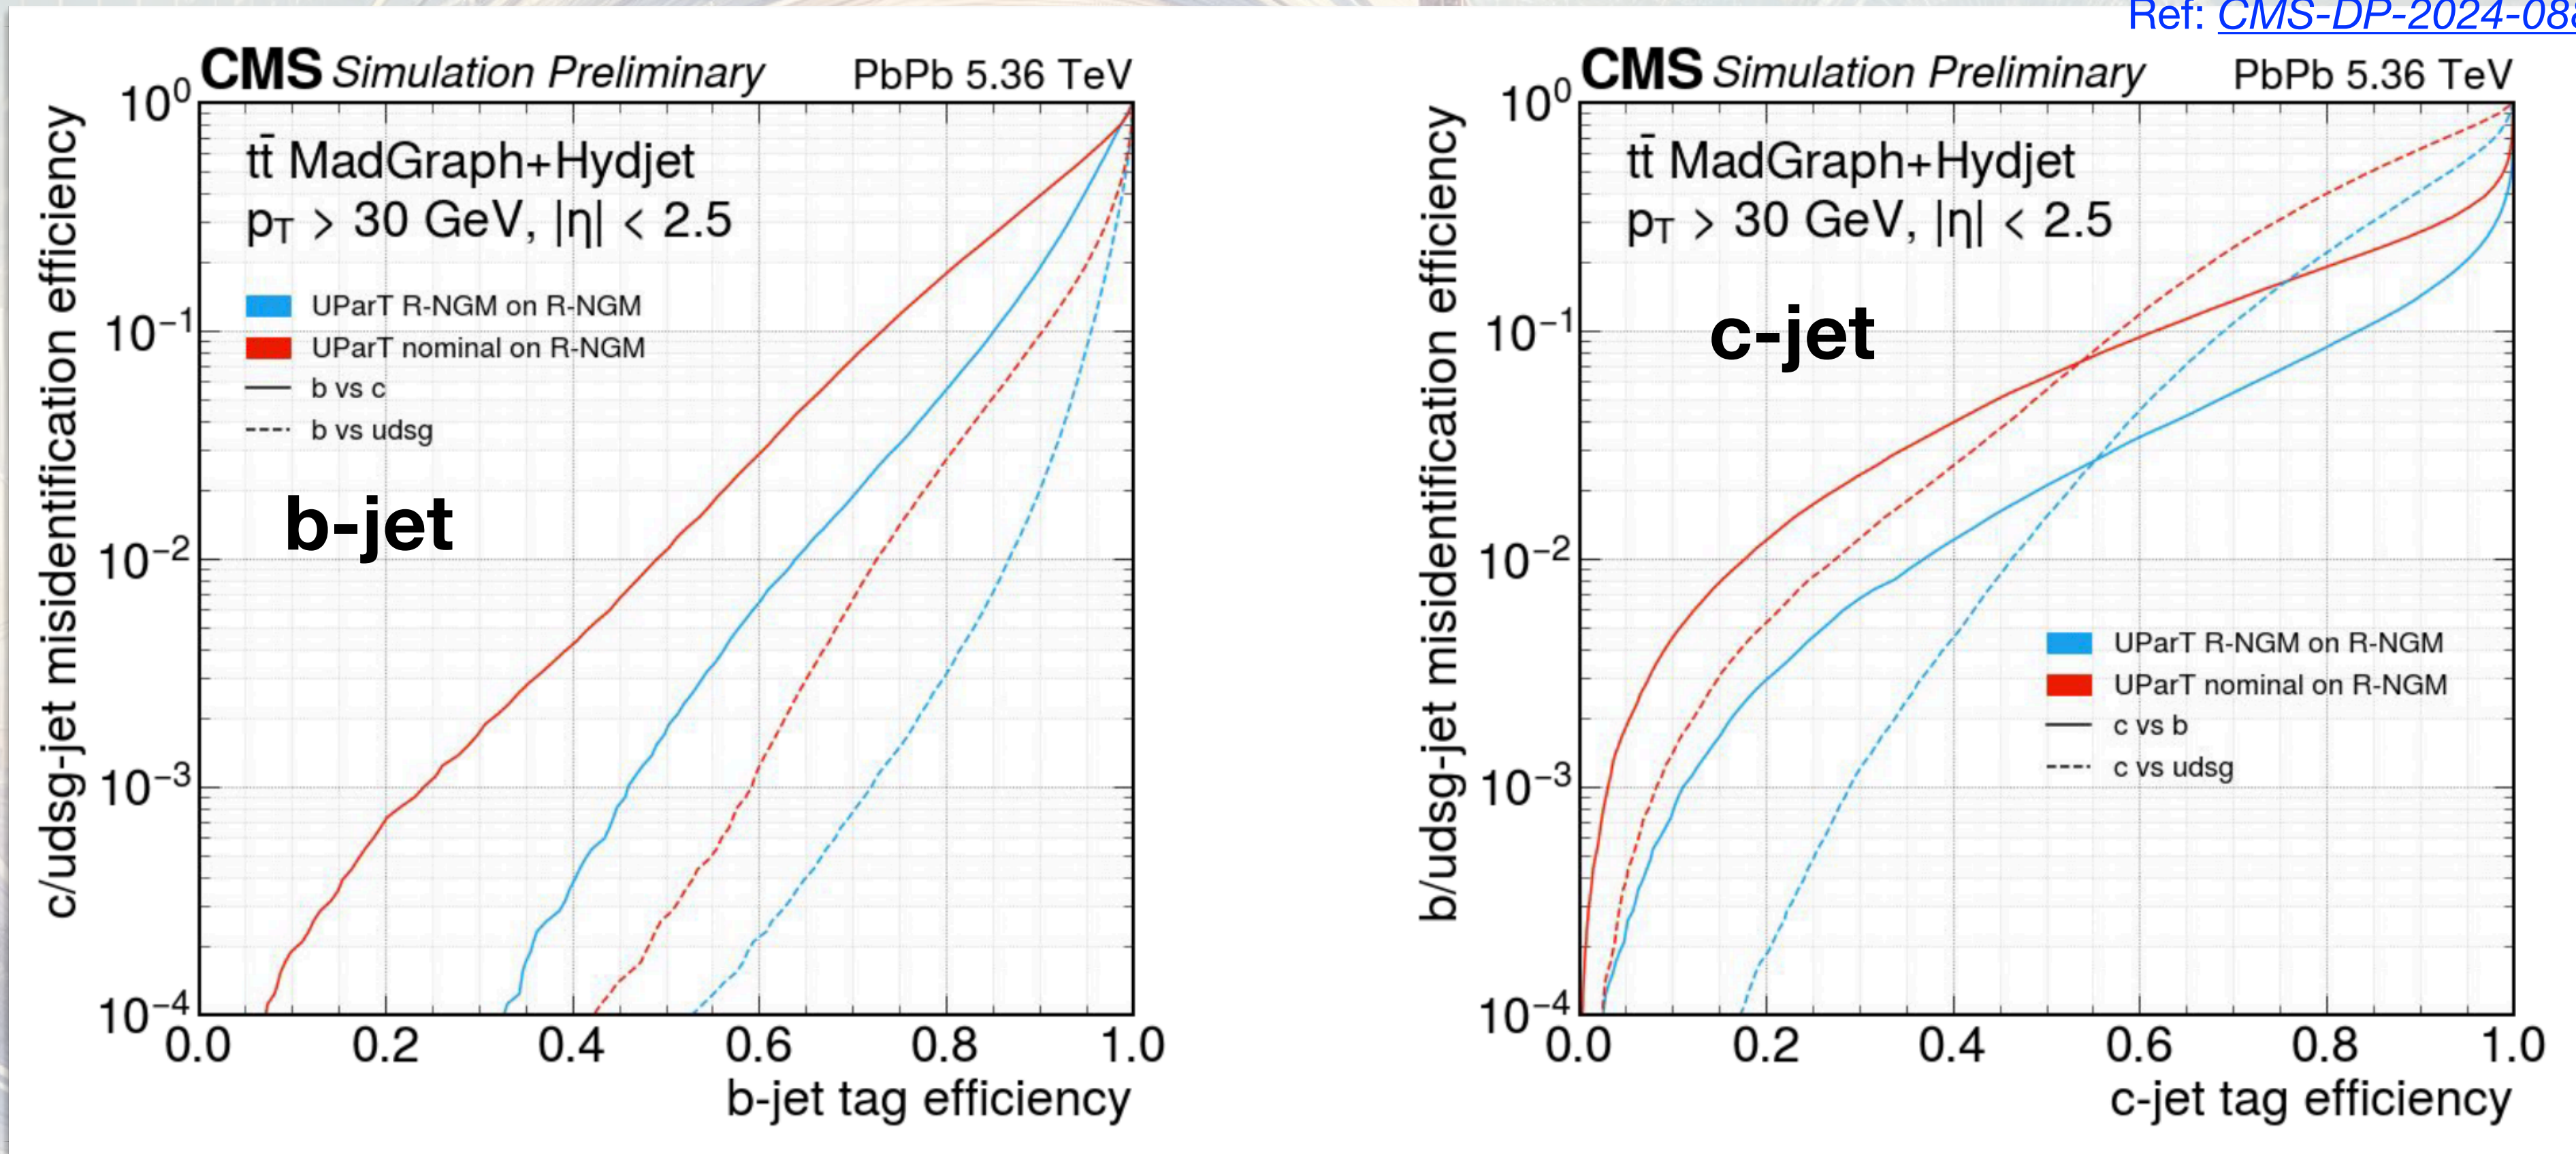 Ref: CMS-DP-2024-088
CMS Simulation Preliminary PbPb 5.36 TeV
c/udsg-jet misidentification efficiency
10⁰
10⁻¹
10⁻²
10⁻³
10⁻⁴
tt̄ MadGraph+Hydjet
pT > 30 GeV, |η| < 2.5
UParT R-NGM on R-NGM
UParT nominal on R-NGM
b vs c
b vs udsg
b-jet
0.0 0.2 0.4 0.6 0.8 1.0
b-jet tag efficiency
CMS Simulation Preliminary PbPb 5.36 TeV
b/udsg-jet misidentification efficiency
10⁰
10⁻¹
10⁻²
10⁻³
10⁻⁴
tt̄ MadGraph+Hydjet
pT > 30 GeV, |η| < 2.5
c-jet
UParT R-NGM on R-NGM
UParT nominal on R-NGM
c vs b
c vs udsg
0.0 0.2 0.4 0.6 0.8 1.0
c-jet tag efficiency